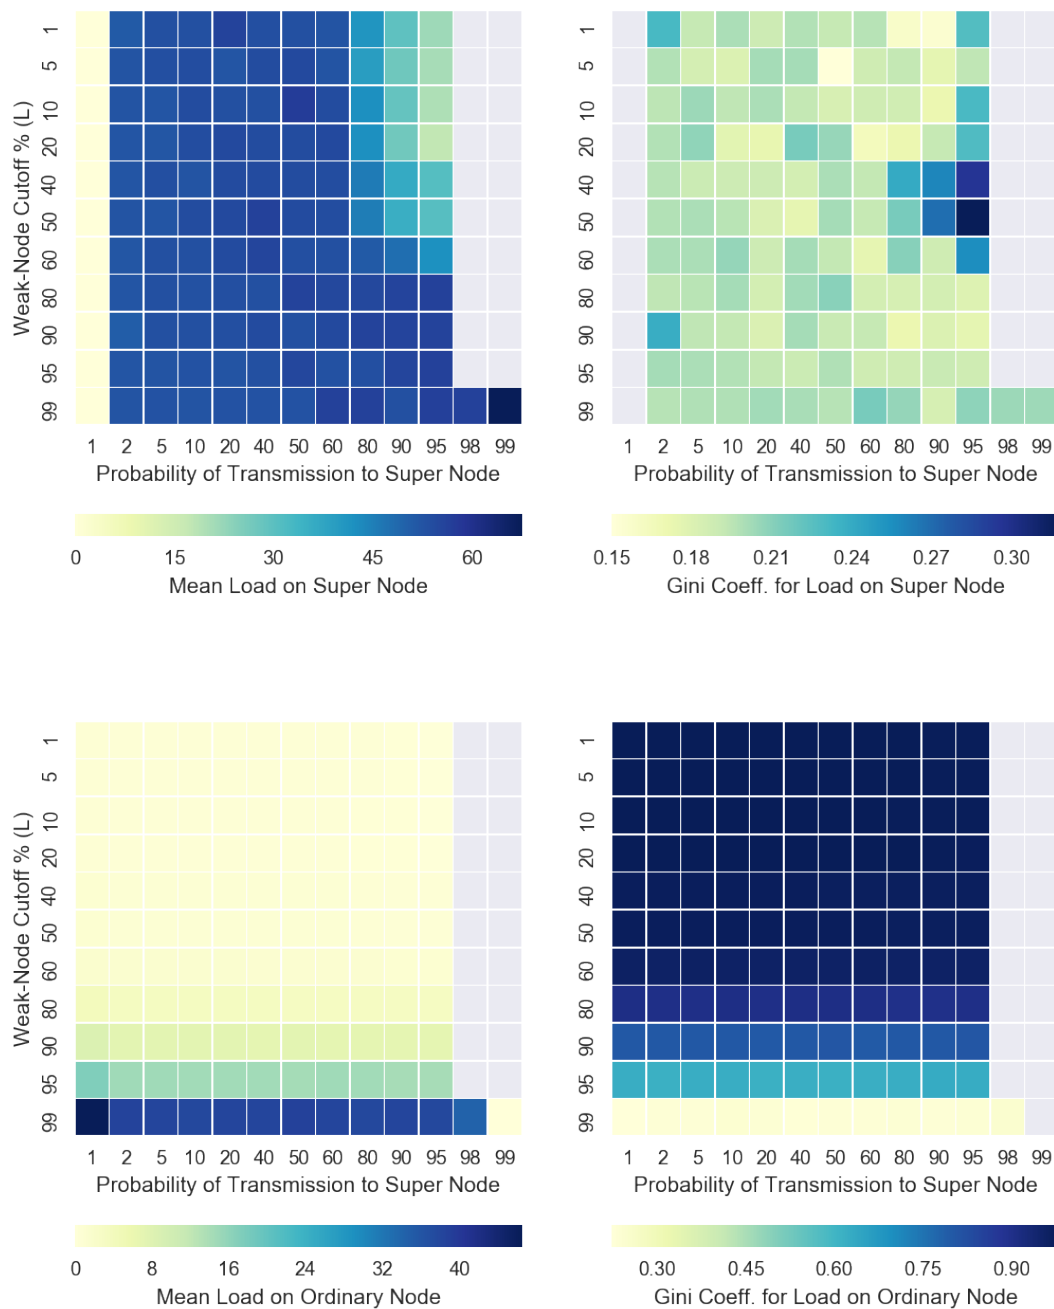 Weak-Node Cutoff % (L)
1
5
10
20
40
50
60
80
90
95
99
1 2 5 10 20 40 50 60 80 90 95 98 99
Probability of Transmission to Super Node
0 15 30 45 60
Mean Load on Super Node
1
5
10
20
40
50
60
80
90
95
99
1 2 5 10 20 40 50 60 98 90 95 98 99
Probability of Transmission to Super Node
0.15 0.18 0.21 0.24 0.27 0.30
Gini Coeff. for Load on Super Node
Weak-Node Cutoff % (L)
1
5
10
20
40
50
60
80
90
95
99
1 2 5 10 20 40 50 60 80 90 95 98 99
Probability of Transmission to Super Node
0 8 16 24 32 40
Mean Load on Ordinary Node
1
5
10
20
40
50
60
80
90
95
99
1 2 5 10 20 40 50 60 80 90 95 98 99
Probability of Transmission to Super Node
0.30 0.45 0.60 0.75 0.90
Gini Coeff. for Load on Ordinary Node